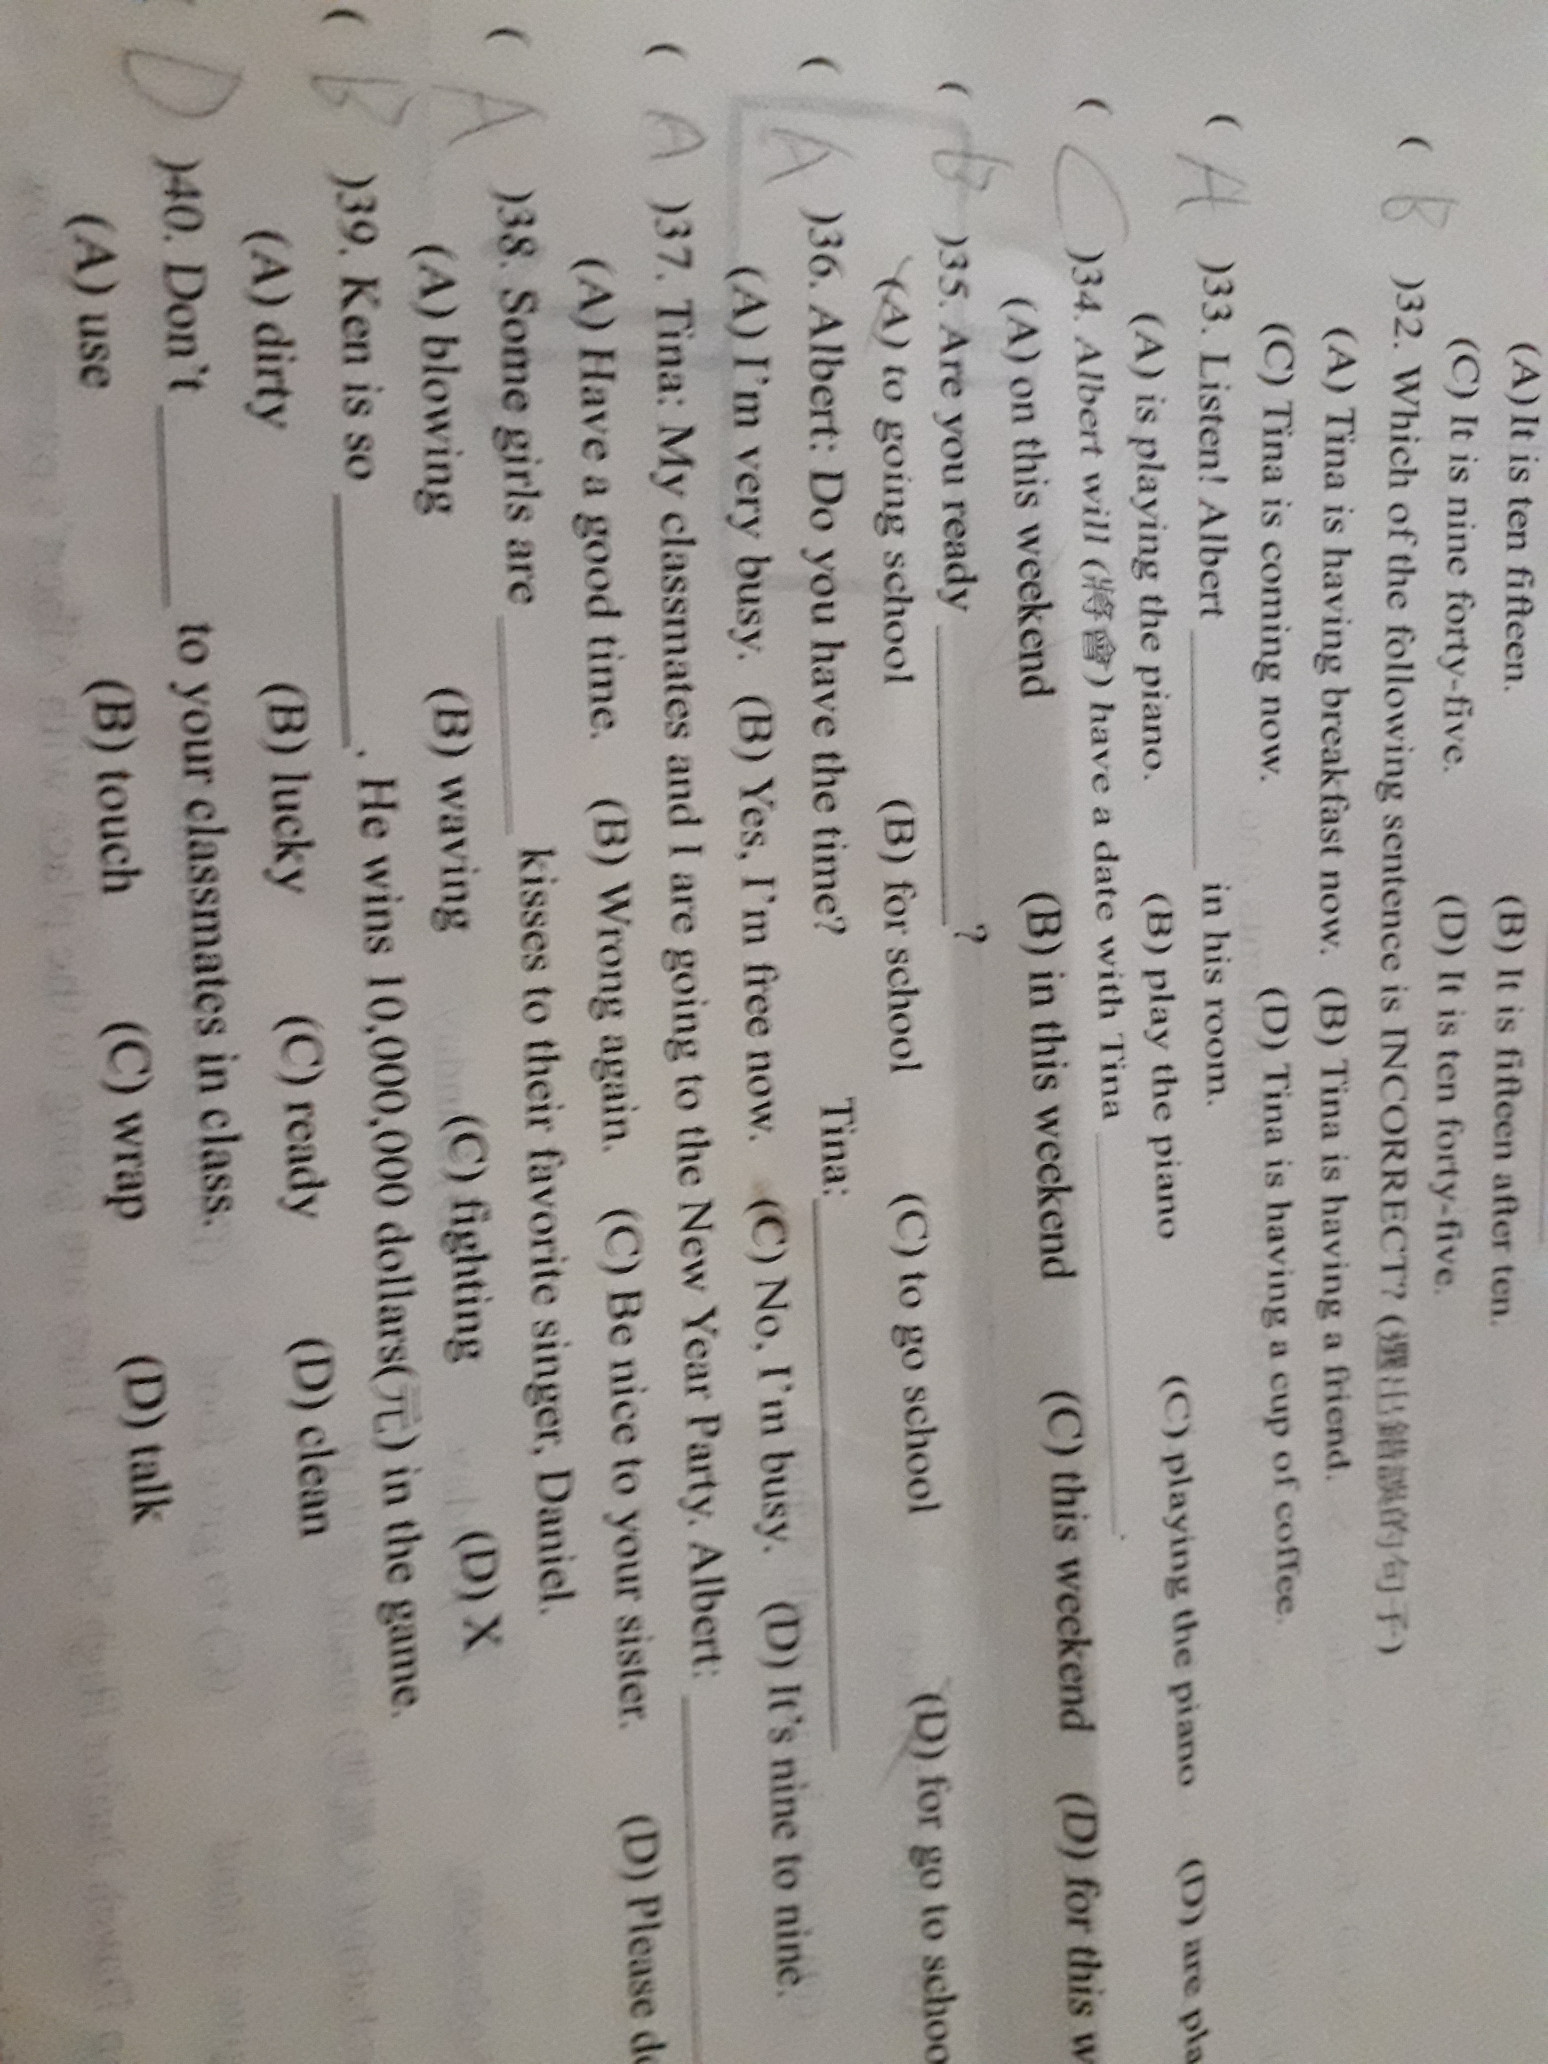 (A) It is ten fifteen. (B) It is fifteen after ten.
(C) It is nine forty-five. (D) It is ten forty-five.
( B )32. Which of the following sentence is INCORRECT? (選出錯誤的句子)
(A) Tina is having breakfast now. (B) Tina is having a friend.
(C) Tina is coming now. (D) Tina is having a cup of coffee.
( A )33. Listen! Albert ________ in his room.
(A) is playing the piano. (B) play the piano (C) playing the piano (D) are pla
( C )34. Albert will (將會) have a date with Tina ________.
(A) on this weekend (B) in this weekend (C) this weekend (D) for this w
( B )35. Are you ready ________ ?
(A) to going school (B) for school (C) to go school (D) for go to schoo
( A )36. Albert: Do you have the time? Tina: ________
(A) I'm very busy. (B) Yes, I'm free now. (C) No, I'm busy. (D) It's nine to nine.
( A )37. Tina: My classmates and I are going to the New Year Party. Albert: ________
(A) Have a good time. (B) Wrong again. (C) Be nice to your sister. (D) Please d
( A )38. Some girls are ________ kisses to their favorite singer, Daniel.
(A) blowing (B) waving (C) fighting (D) X
( B )39. Ken is so ________. He wins 10,000,000 dollars(元) in the game.
(A) dirty (B) lucky (C) ready (D) clean
D )40. Don't ________ to your classmates in class.
(A) use (B) touch (C) wrap (D) talk